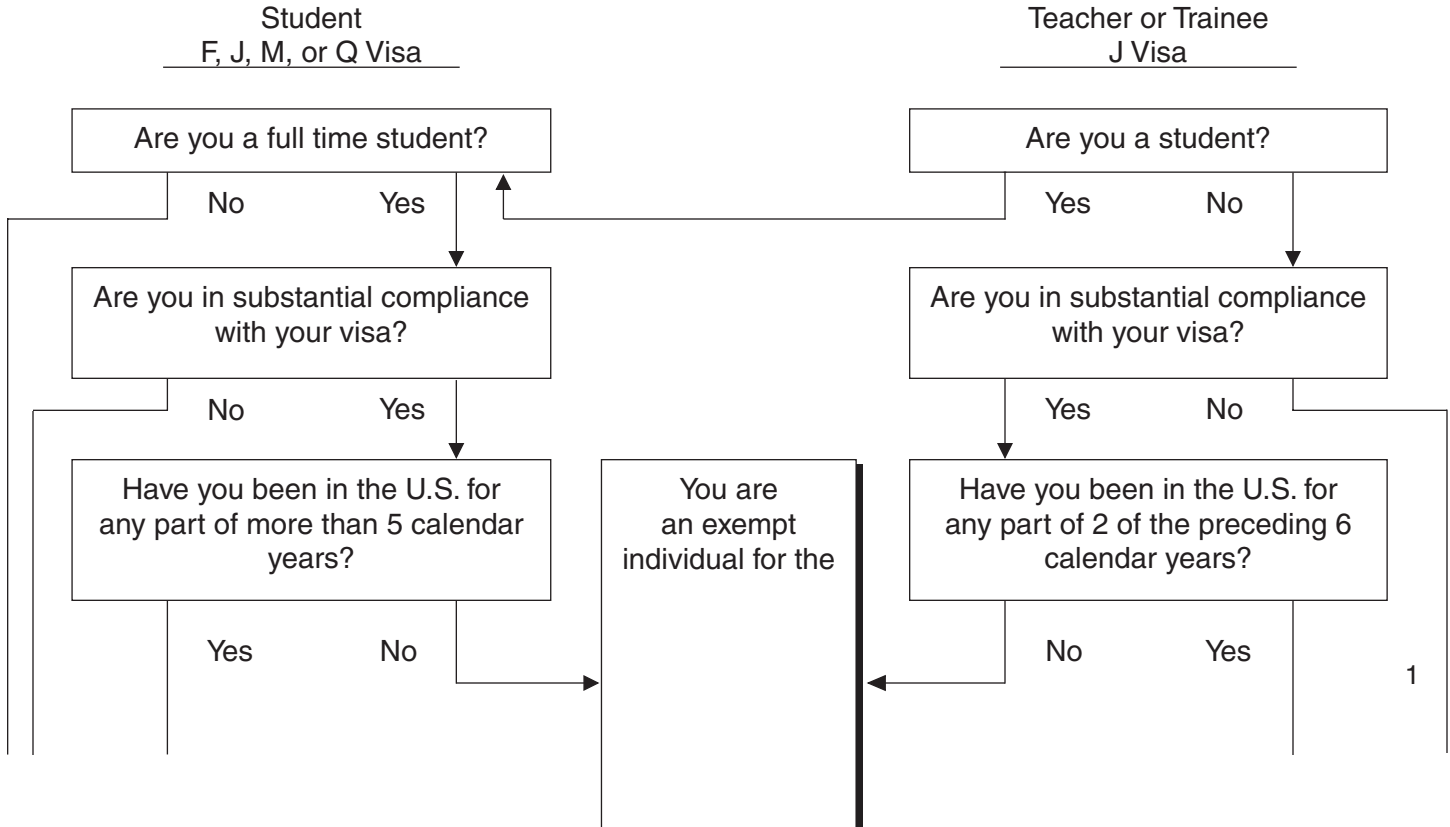 Student
F, J, M, or Q Visa
Teacher or Trainee
J Visa
Are you a full time student?
Are you a student?
No
Yes
Yes
No
Are you in substantial compliance
with your visa?
Are you in substantial compliance
with your visa?
No
Yes
Yes
No
Have you been in the U.S. for
any part of more than 5 calendar
years?
You are
an exempt
individual for the
Have you been in the U.S. for
any part of 2 of the preceding 6
calendar years?
Yes
No
No
Yes
1